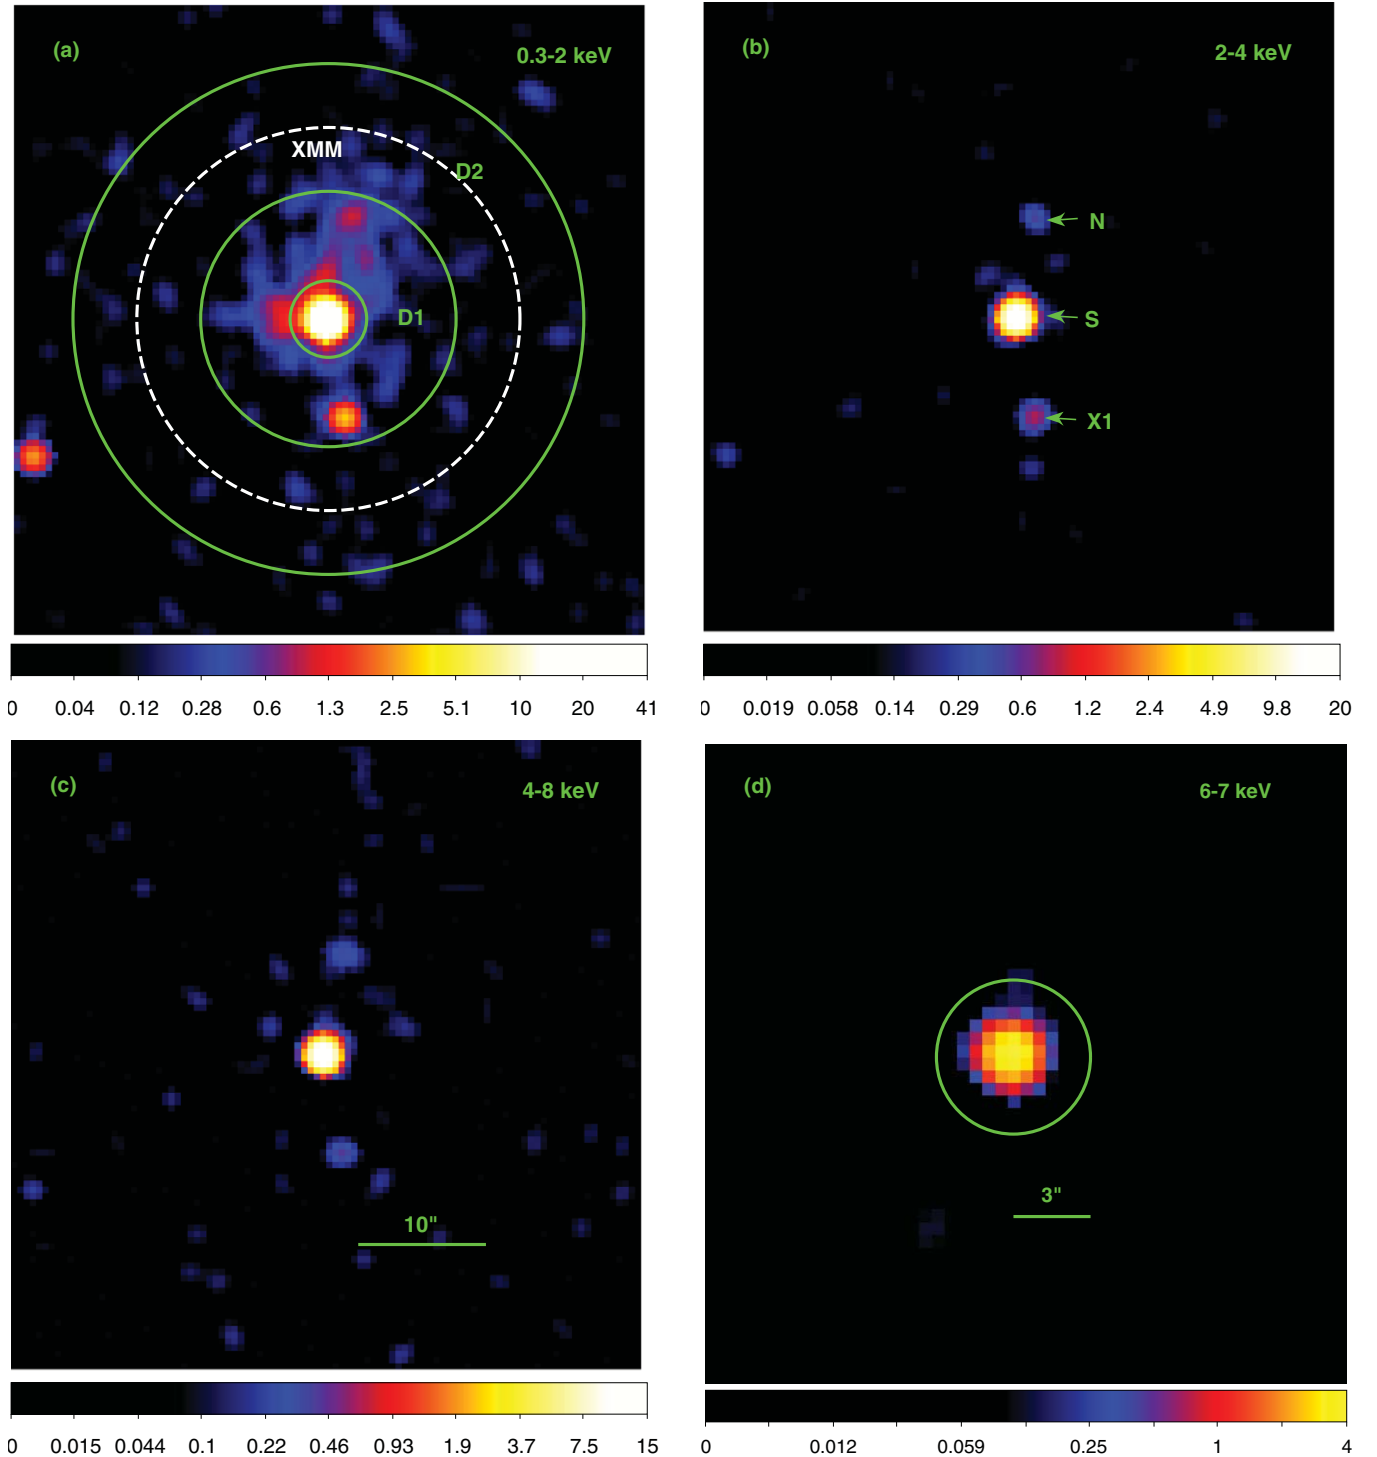 (a) 0.3-2 keV
XMM
D2
D1
0 0.04 0.12 0.28 0.6 1.3 2.5 5.1 10 20 41
(b) 2-4 keV
N
S
X1
0 0.019 0.058 0.14 0.29 0.6 1.2 2.4 4.9 9.8 20
(c) 4-8 keV
10"
0 0.015 0.044 0.1 0.22 0.46 0.93 1.9 3.7 7.5 15
(d) 6-7 keV
3"
0 0.012 0.059 0.25 1 4